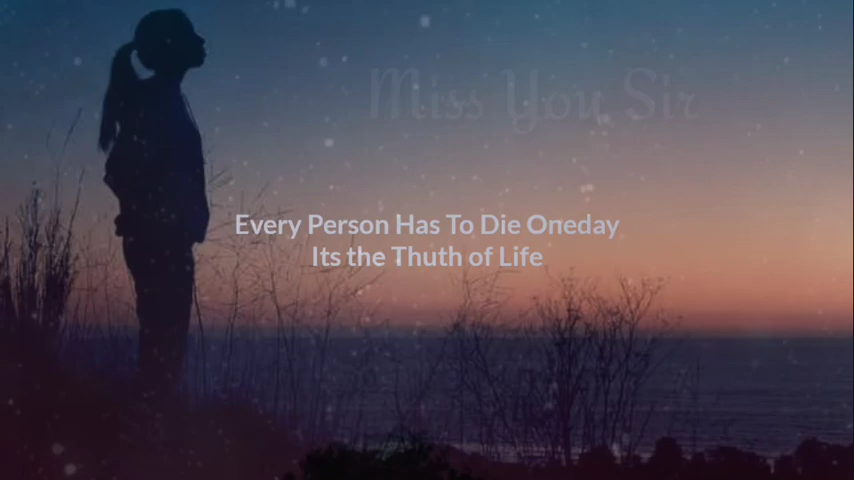 Miss You Sir
Every Person Has To Die Oneday
Its the Thuth of Life